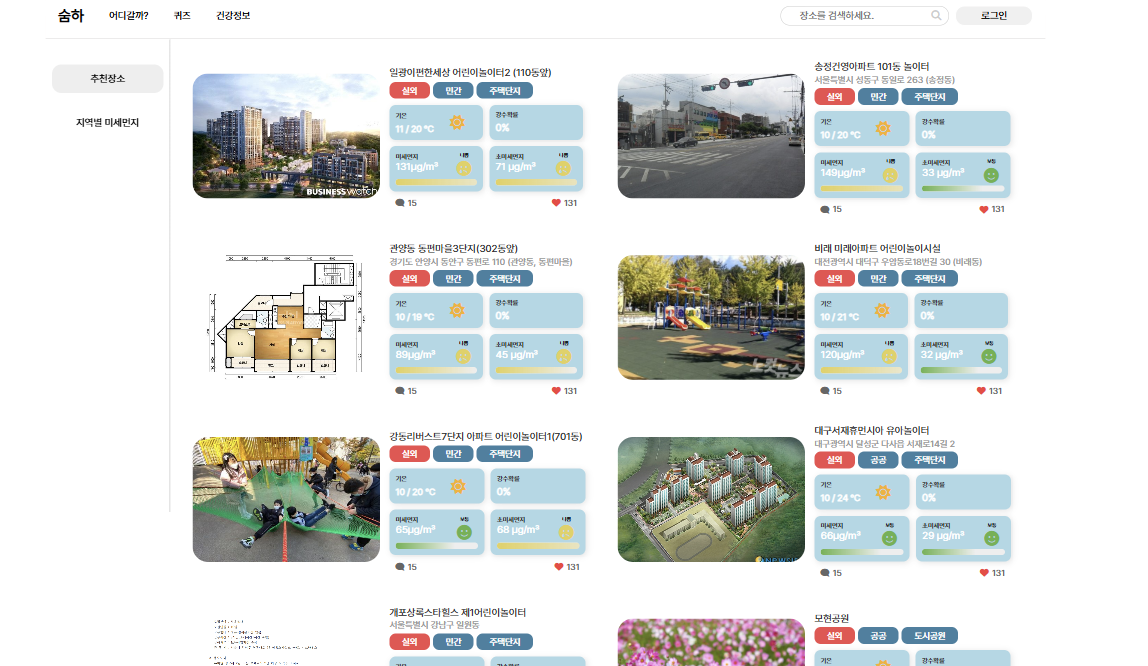 숨하 어디갈까? 퀴즈 건강정보 장소를 검색하세요. 로그인
추천장소
지역별 미세먼지
일광이편한세상 어린이놀이터2 (110동앞)
실외 민간 주택단지
기온 강수확률
11 / 20 °C 0%
미세먼지 나쁨 초미세먼지 나쁨
131μg/m³ 71 μg/m³
BUSINESSwatch
15 131
송정건영아파트 101동 놀이터
서울특별시 성동구 동일로 263 (송정동)
실외 민간 주택단지
기온 강수확률
10 / 20 °C 0%
미세먼지 나쁨 초미세먼지 보통
149μg/m³ 33 μg/m³
15 131
관양동 동편마을3단지(302동앞)
경기도 안양시 동안구 동편로 110 (관양동, 동편마을)
실외 민간 주택단지
기온 강수확률
10 / 19 °C 0%
미세먼지 나쁨 초미세먼지 나쁨
89μg/m³ 45 μg/m³
15 131
비래 미래아파트 어린이놀이시설
대전광역시 대덕구 우암동로18번길 30 (비래동)
실외 민간 주택단지
기온 강수확률
10 / 21 °C 0%
미세먼지 나쁨 초미세먼지 보통
120μg/m³ 32 μg/m³
노컷뉴스
15 131
강동리버스트7단지 아파트 어린이놀이터1(701동)
실외 민간 주택단지
기온 강수확률
10 / 20 °C 0%
미세먼지 보통 초미세먼지 나쁨
65μg/m³ 68 μg/m³
15 131
대구서재휴먼시아 유아놀이터
대구광역시 달성군 다사읍 서재로14길 2
실외 공공 주택단지
기온 강수확률
10 / 24 °C 0%
미세먼지 보통 초미세먼지 보통
66μg/m³ 29 μg/m³
15 131
개포상록스타힐스 제1어린이놀이터
서울특별시 강남구 일원동
실외 민간 주택단지
기온 강수확률
모현공원
실외 공공 도시공원
기온 강수확률